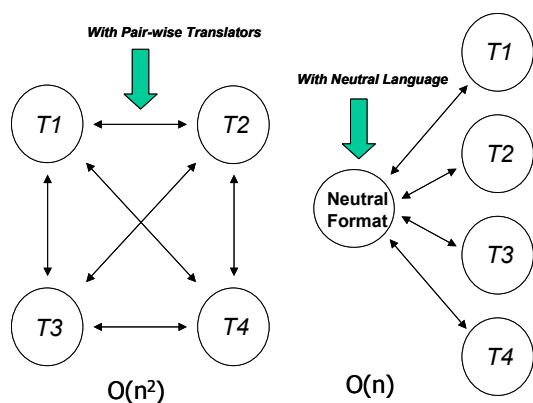 With Pair-wise Translators
T1
T2
T3
T4
O(n²)
With Neutral Language
Neutral
Format
T1
T2
T3
T4
O(n)